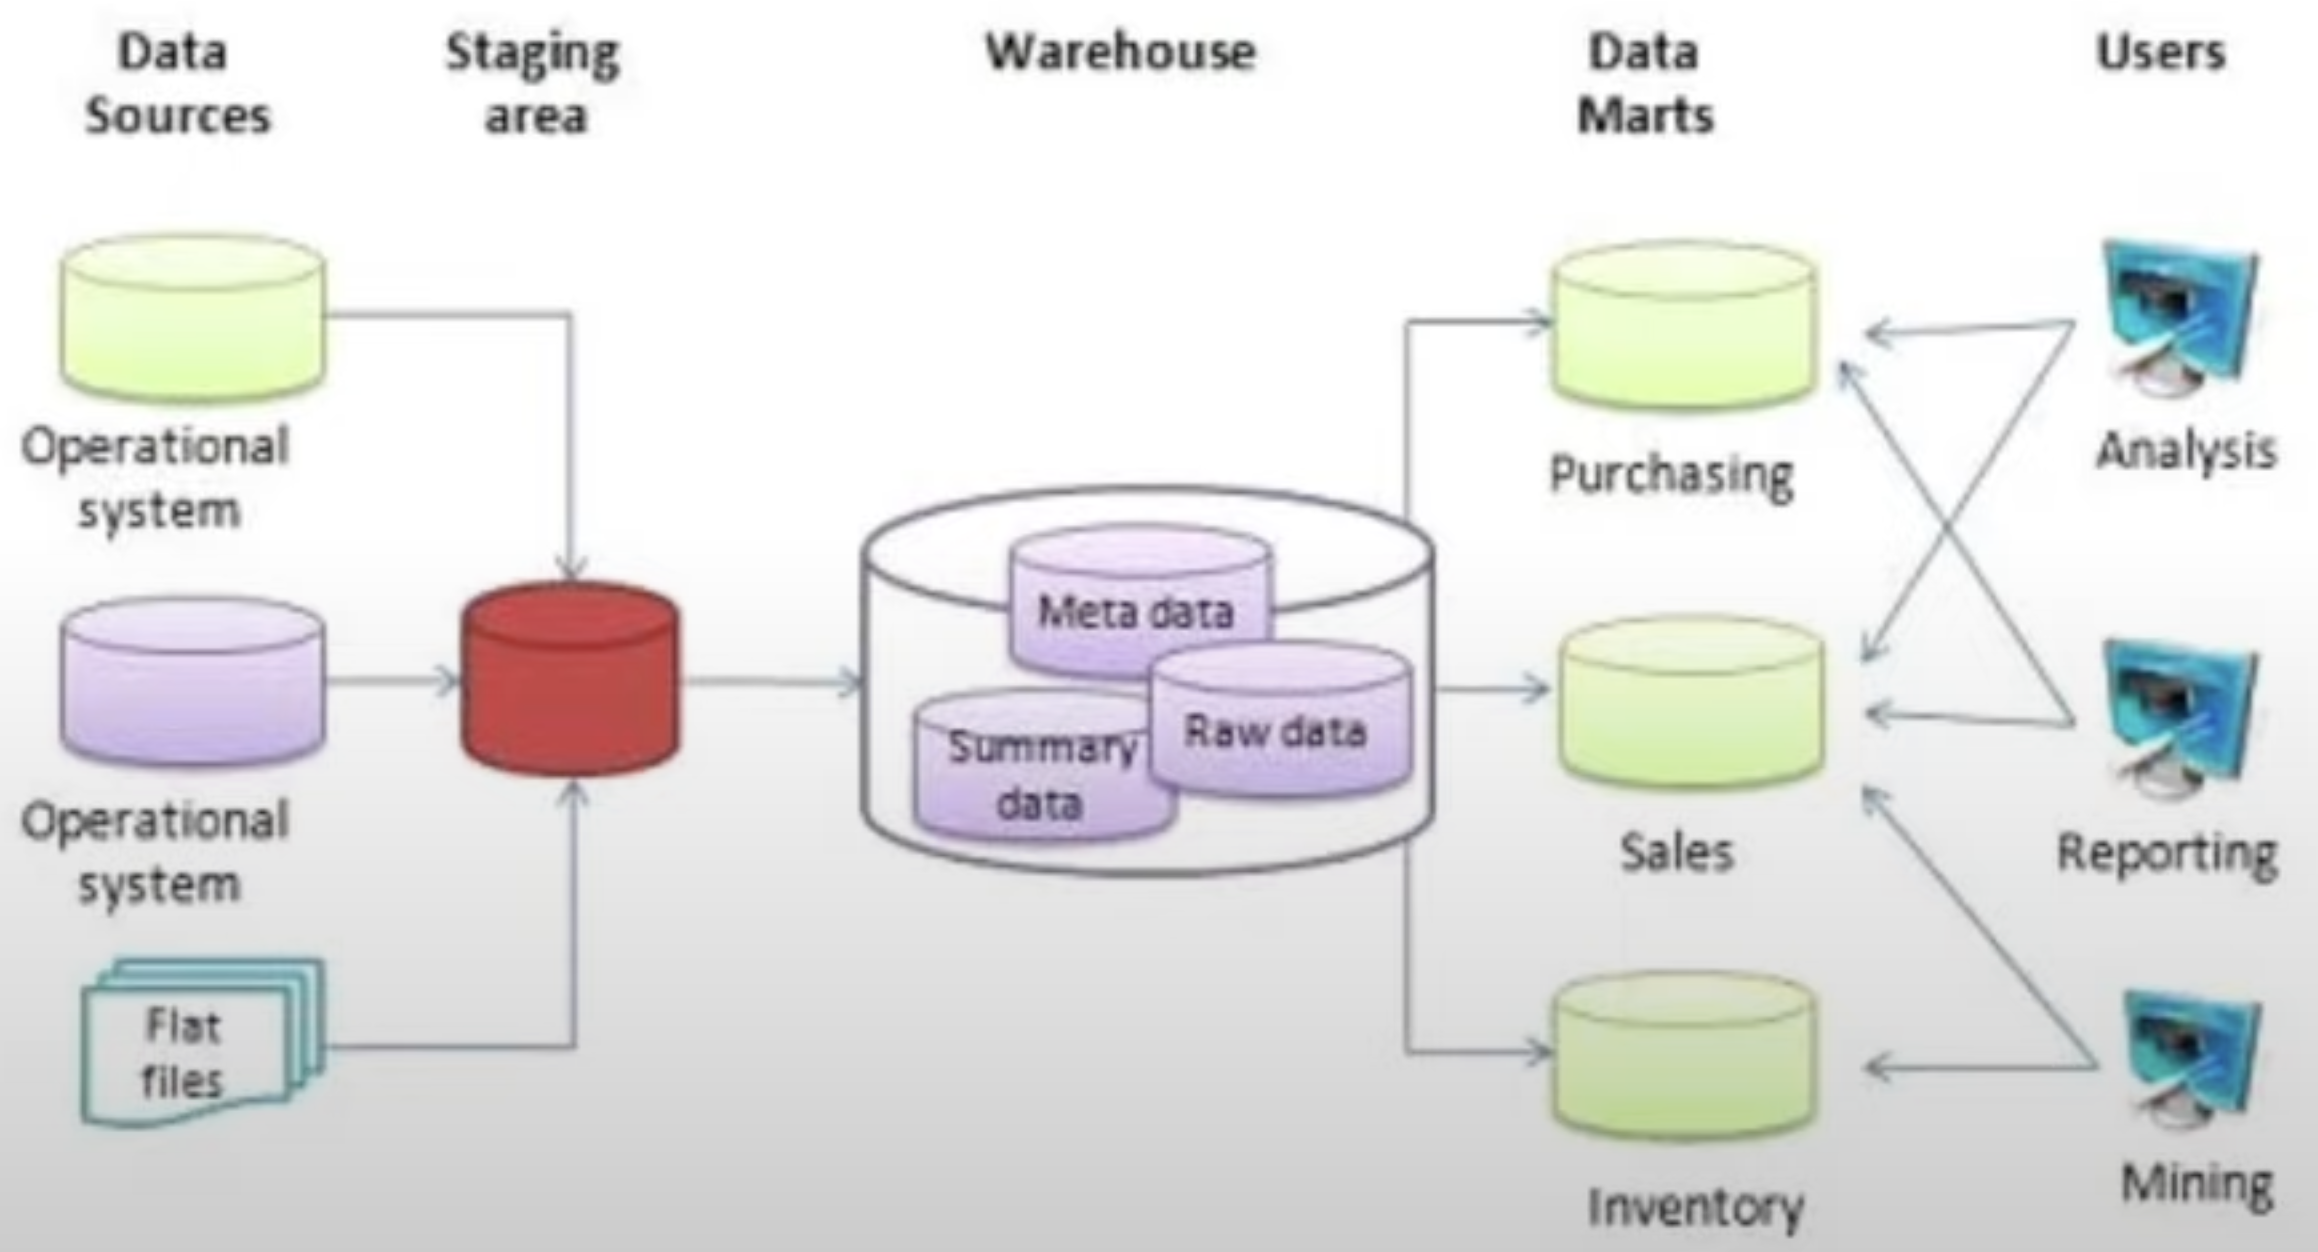 Data
Sources
Staging
area
Warehouse
Data
Marts
Users
Operational
system
Operational
system
Flat
files
Meta data
Raw data
Summary
data
Purchasing
Sales
Inventory
Analysis
Reporting
Mining